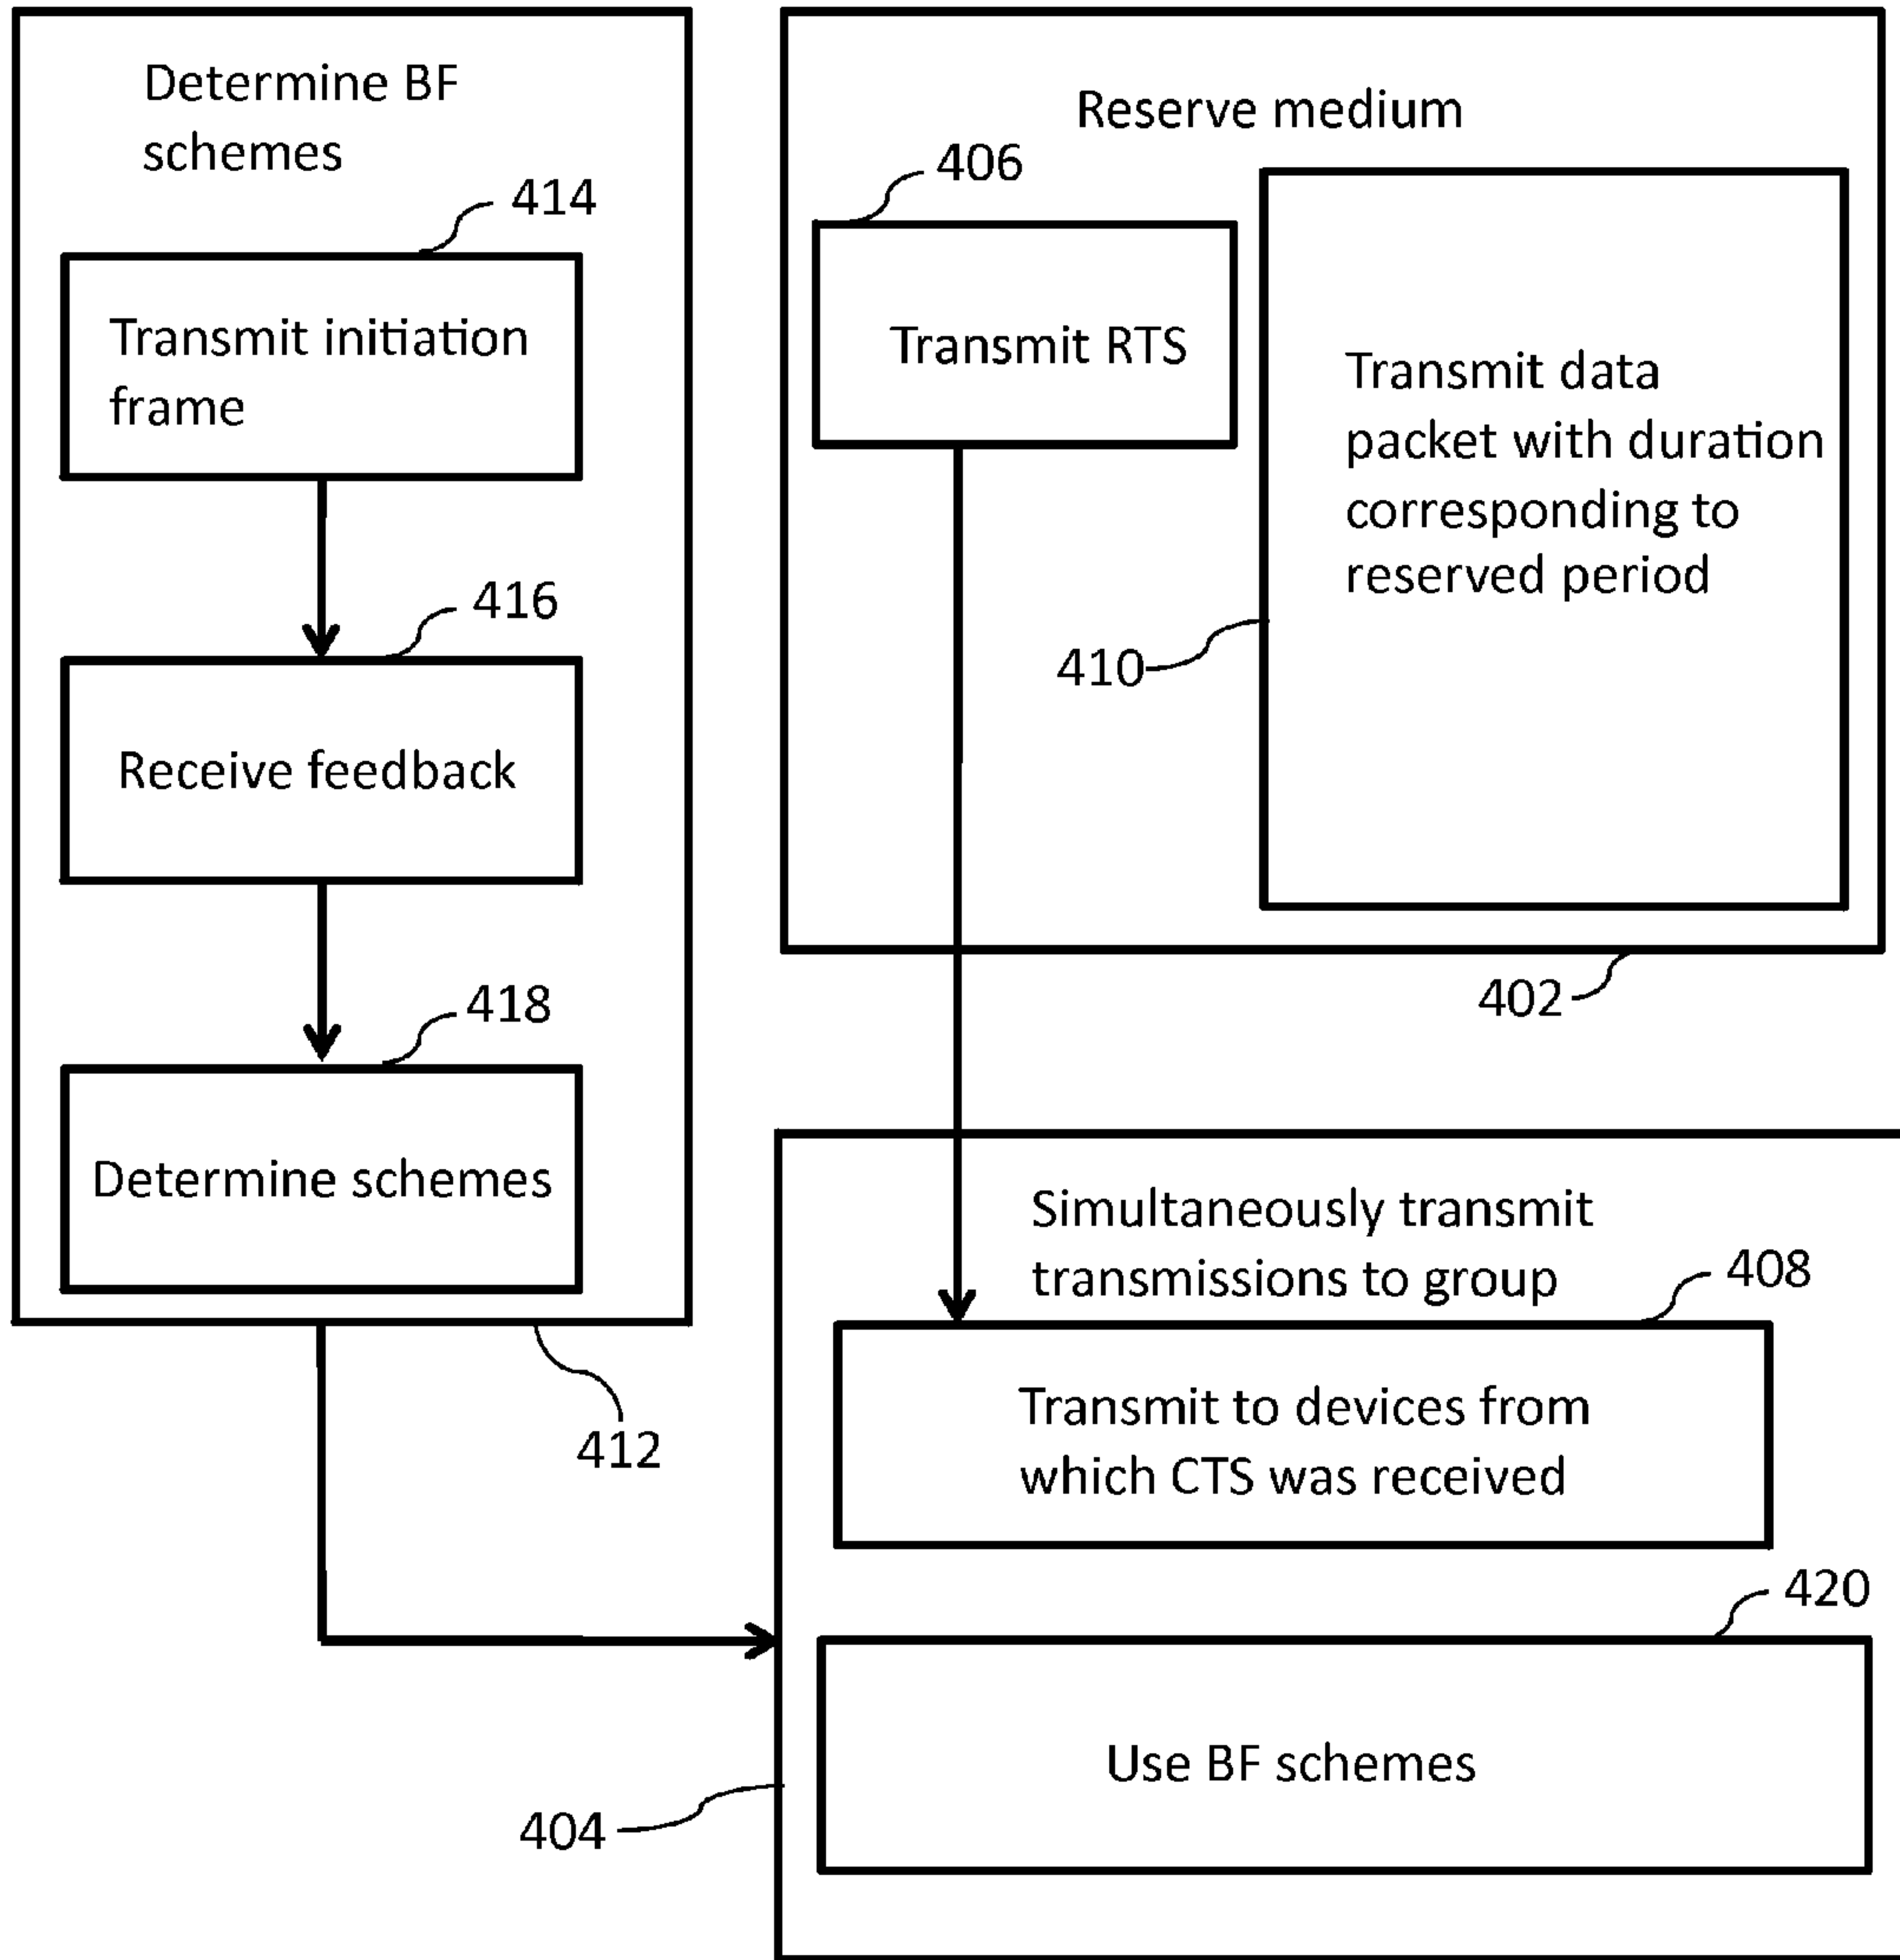 Determine BF
schemes
414
Transmit initiation
frame
416
Receive feedback
418
Determine schemes
412
Reserve medium
406
Transmit RTS
Transmit data
packet with duration
corresponding to
reserved period
410
402
Simultaneously transmit
transmissions to group
408
Transmit to devices from
which CTS was received
420
Use BF schemes
404